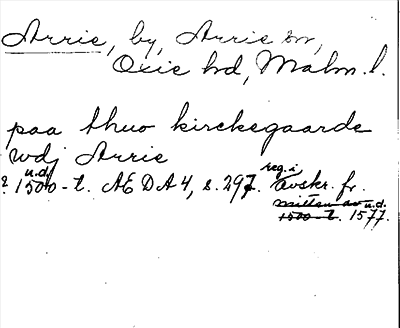 Arrie, by, Arrie sn,
Oxie hd, Malm. l.
paa thuo kirckegaarde
wdj Arrie
u.d. reg. i
? 1500-t. AEDA 4, s. 297. avskr. fr.
mitten av u.d.
1500-t. 1577.